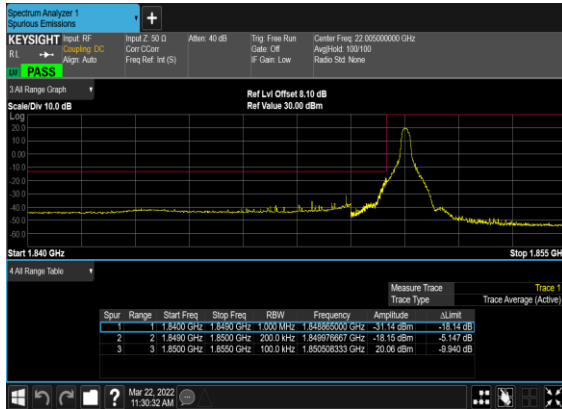 Spectrum Analyzer 1
Spurious Emissions
+
KEYSIGHT Input: RF Input Z: 50 Ω Atten: 40 dB Trig: Free Run Center Freq: 22.005000000 GHz
RL Coupling: DC Corr CCorr Gate: Off Avg|Hold: 100/100
Align: Auto Freq Ref: Int (S) IF Gain: Low Radio Std: None
PASS
3 All Range Graph
Ref Lvl Offset 8.10 dB
Scale/Div 10.0 dB Ref Value 30.00 dBm
Log
20.0
10.0
0.00
-10.0
-20.0
-30.0
-40.0
-50.0
-60.0
Start 1.840 GHz Stop 1.855 GH
4 All Range Table
Measure Trace Trace 1
Trace Type Trace Average (Active)
Spur Range Start Freq Stop Freq RBW Frequency Amplitude ΔLimit
1 1 1.8400 GHz 1.8490 GHz 1.000 MHz 1.848865000 GHz -31.14 dBm -18.14 dB
2 2 1.8490 GHz 1.8500 GHz 200.0 kHz 1.849976667 GHz -18.15 dBm -5.147 dB
3 3 1.8500 GHz 1.8550 GHz 100.0 kHz 1.850508333 GHz 20.06 dBm -9.940 dB
? Mar 22, 2022
11:30:32 AM